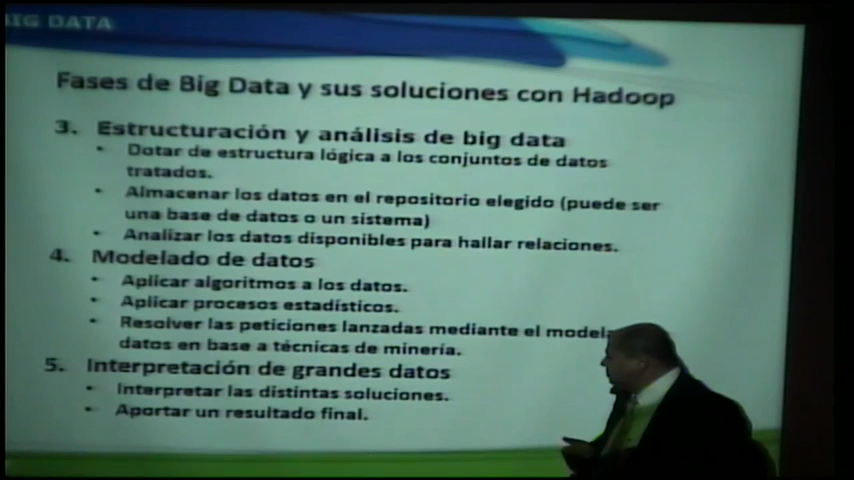 BIG DATA
Fases de Big Data y sus soluciones con Hadoop
3. Estructuración y análisis de big data
• Dotar de estructura lógica a los conjuntos de datos
tratados.
• Almacenar los datos en el repositorio elegido (puede ser
una base de datos o un sistema)
• Analizar los datos disponibles para hallar relaciones.
4. Modelado de datos
• Aplicar algoritmos a los datos.
• Aplicar procesos estadísticos.
• Resolver las peticiones lanzadas mediante el
datos en base a técnicas de minería.
5. Interpretación de grandes datos
• Interpretar las distintas soluciones.
• Aportar un resultado final.